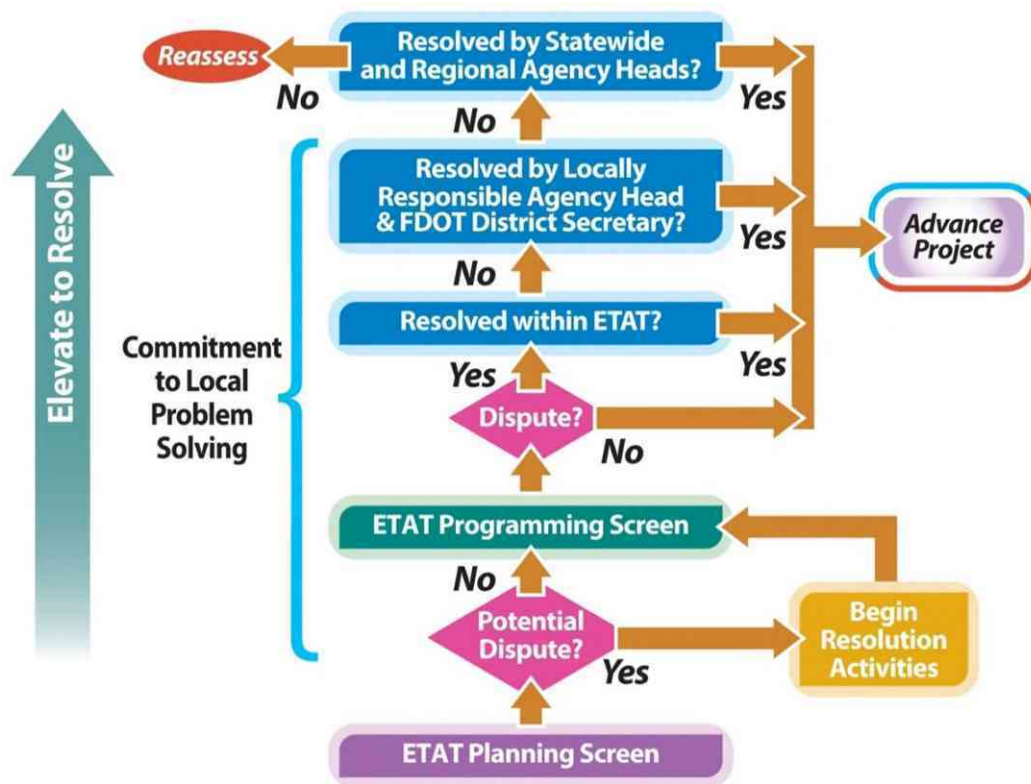 Reassess
Resolved by Statewide
and Regional Agency Heads?
No
Yes
No
Resolved by Locally
Responsible Agency Head
& FDOT District Secretary?
Yes
Advance
Project
No
Resolved within ETAT?
Yes
Elevate to Resolve
Commitment
to Local
Problem
Solving
Yes
Dispute?
No
ETAT Programming Screen
No
Potential
Dispute?
Yes
Begin
Resolution
Activities
ETAT Planning Screen